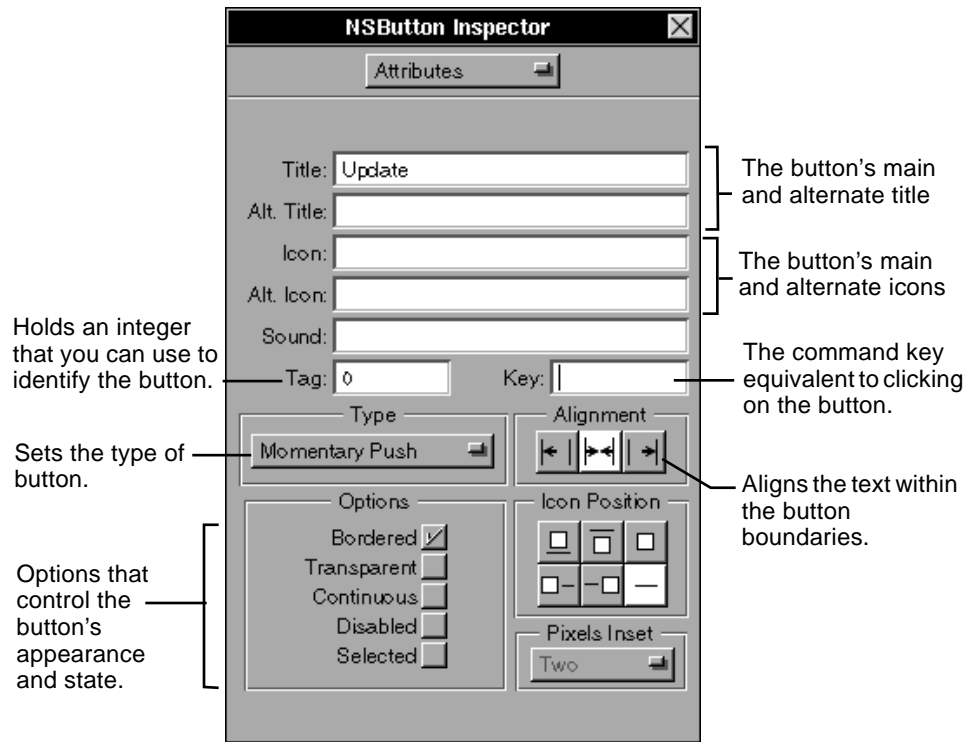 NSButton Inspector
Attributes
Title: Update
Alt. Title:
Icon:
Alt. Icon:
Sound:
Tag: 0
Key:
Type
Momentary Push
Alignment
Options
Bordered
Transparent
Continuous
Disabled
Selected
Icon Position
Pixels Inset
Two
The button’s main
and alternate title
The button’s main
and alternate icons
Holds an integer
that you can use to
identify the button.
The command key
equivalent to clicking
on the button.
Sets the type of
button.
Aligns the text within
the button
boundaries.
Options that
control the
button’s
appearance
and state.